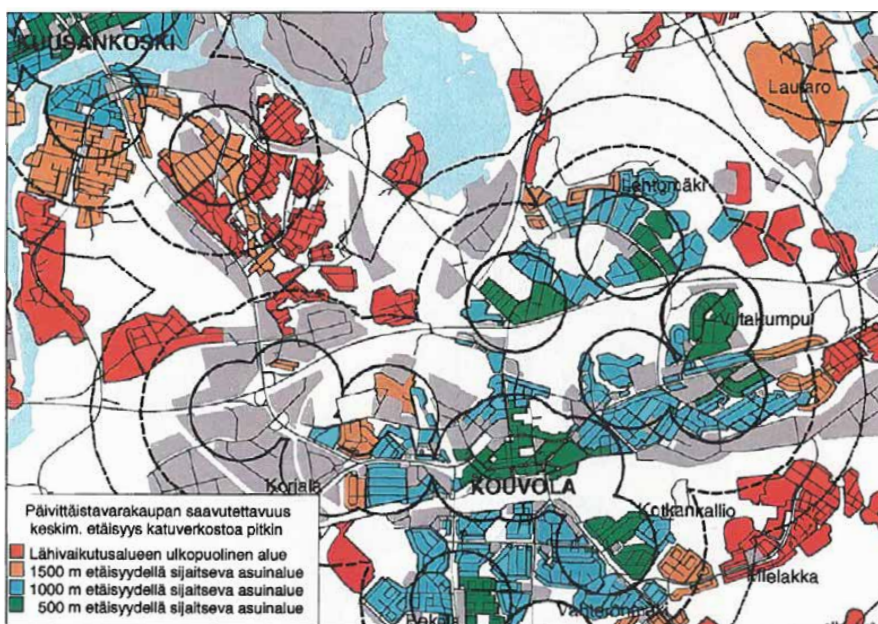 KUUSANKOSKI
Lautaro
Lehtomäki
Viitakumpu
Korjala
KOUVOLA
Kotkankallio
Tilelakka
Vahteronmäki
Päivittäistavarakaupan saavutettavuus
keskim. etäisyys katuverkostoa pitkin
Lähivaikutusalueen ulkopuolinen alue
1500 m etäisyydellä sijaitseva asuinalue
1000 m etäisyydellä sijaitseva asuinalue
500 m etäisyydellä sijaitseva asuinalue